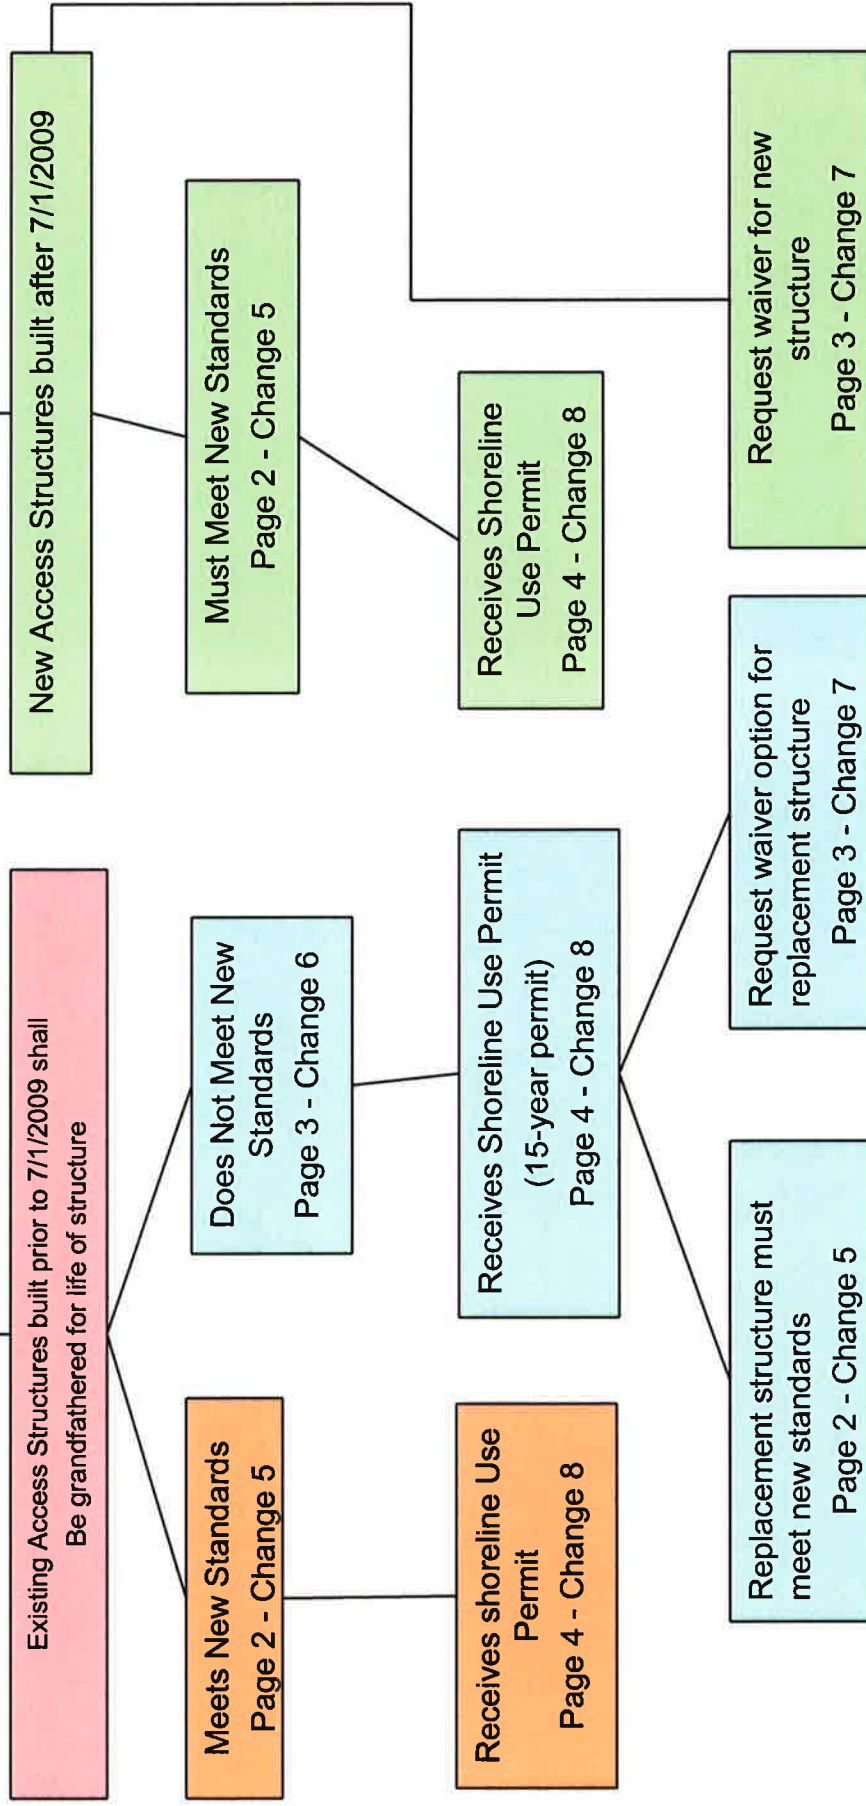 Existing Access Structures built prior to 7/1/2009 shall
Be grandfathered for life of structure
New Access Structures built after 7/1/2009
Meets New Standards
Page 2 - Change 5
Does Not Meet New
Standards
Page 3 - Change 6
Must Meet New Standards
Page 2 - Change 5
Receives shoreline Use
Permit
Page 4 - Change 8
Receives Shoreline Use Permit
(15-year permit)
Page 4 - Change 8
Receives Shoreline
Use Permit
Page 4 - Change 8
Replacement structure must
meet new standards
Page 2 - Change 5
Request waiver option for
replacement structure
Page 3 - Change 7
Request waiver for new
structure
Page 3 - Change 7